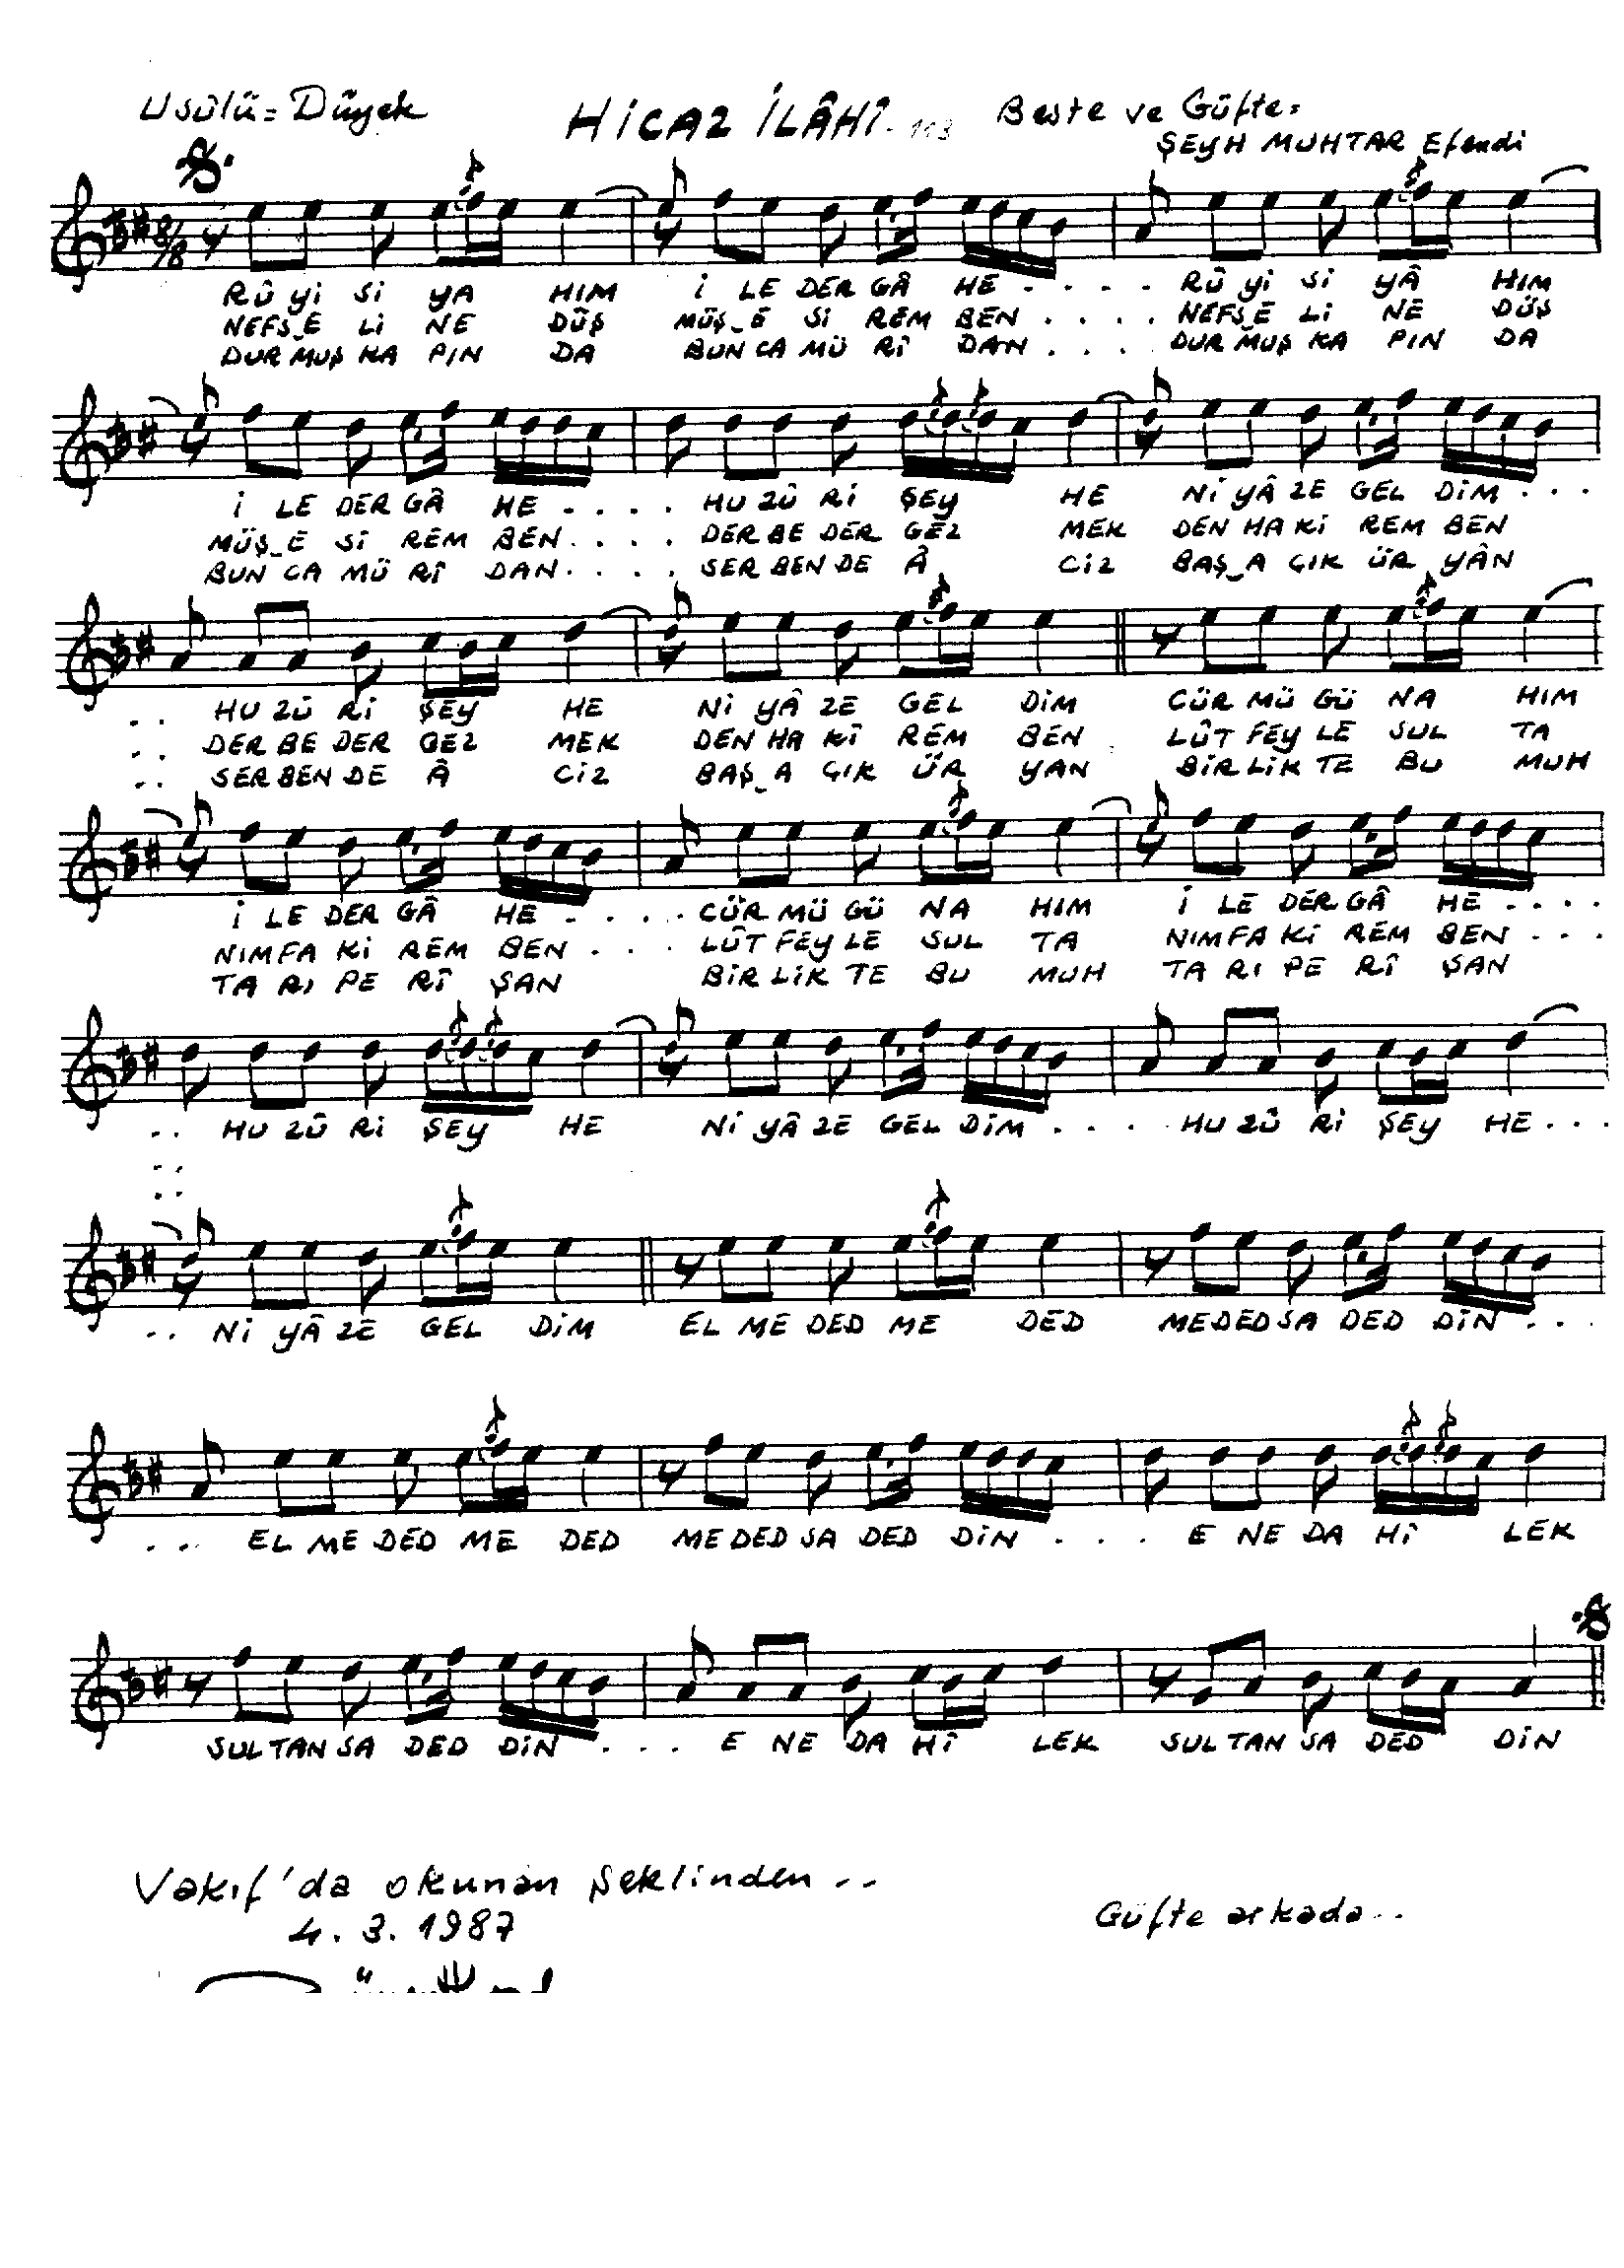 Usûlü = Düyek
HİCAZ İLÂHÎ - 113
Beste ve Güfte:
ŞEYH MUHTAR Efendi
8/8
RÛ Yİ Sİ YA HIM İ LE DER GÂ HE . . . . RÛ Yİ Sİ YÂ HIM
NEFS_E Lİ NE DÜŞ MÜŞ_E Sİ REM BEN . . . . NEFS_E Lİ NE DÜŞ
DUR MUŞ KA PIN DA BUN CA MÜ RÎ DAN . . . . DUR MUŞ KA PIN DA
İ LE DER GÂ HE . . . . HU ZÛ Rİ ŞEY HE Nİ YÂ ZE GEL DİM . . .
MÜŞ_E Sİ REM BEN . . . . DER BE DER GEZ MEK DEN HA Kİ REM BEN
BUN CA MÜ RÎ DAN . . . . SER BEN DE Â CİZ BAŞ_A ÇIK ÜR YÂN
. . HU ZÛ Rİ ŞEY HE Nİ YÂ ZE GEL DİM CÜR MÜ GÜ NA HIM
. . DER BE DER GEZ MEK DEN HA KÎ REM BEN LÛT FEY LE SUL TA
. . SER BEN DE Â CİZ BAŞ_A ÇIK ÜR YAN BİR LİK TE BU MUH
İ LE DER GÂ HE . . . . CÜR MÜ GÜ NA HIM İ LE DER GÂ HE . . . .
NIM FA Kİ REM BEN . . . LÛT FEY LE SUL TA NIM FA Kİ REM BEN . . .
TA RI PE RÎ ŞAN BİR LİK TE BU MUH TA RI PE RÎ ŞAN
. . HU ZÛ Rİ ŞEY HE Nİ YÂ ZE GEL DİM . . . . HU ZÛ Rİ ŞEY HE . . .
. .
. .
. . Nİ YÂ ZE GEL DİM EL ME DED ME DED ME DED SA DED DİN . . .
. . EL ME DED ME DED ME DED SA DED DİN . . . E NE DA HÎ LEK
SUL TAN SA DED DİN . . . E NE DA HÎ LEK SUL TAN SA DED DİN
Vakıf'da okunan şeklinden..
4.3.1987
Güfte arkada..